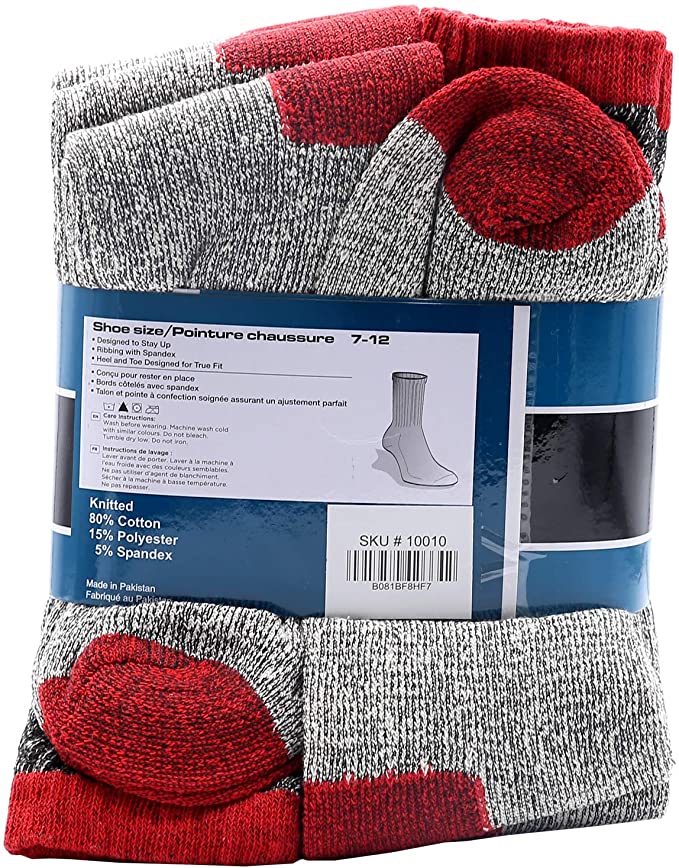 Shoe size/Pointure chaussure 7-12
• Designed to Stay Up
• Ribbing with Spandex
• Heel and Toe Designed for True Fit
• Conçu pour rester en place
• Bords côtelés avec spandex
• Talon et pointe à confection soignée assurant un ajustement parfait
EN Care Instructions:
Wash before wearing. Machine wash cold
with similar colours. Do not bleach.
Tumble dry low. Do not iron.
FR Instructions de lavage :
Laver avant de porter. Laver à la machine à
l'eau froide avec des couleurs semblables.
Ne pas utiliser d'agent de blanchiment.
Sécher à la machine à basse température.
Ne pas repasser.
Knitted
80% Cotton
15% Polyester
5% Spandex
SKU # 10010
B081BF8HF7
Made in Pakistan
Fabriqué au Pakistan